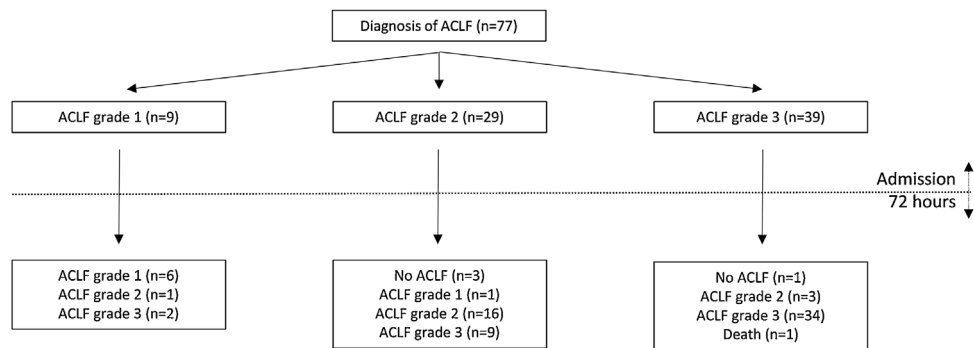 Diagnosis of ACLF (n=77)
ACLF grade 1 (n=9)
ACLF grade 2 (n=29)
ACLF grade 3 (n=39)
Admission
72 hours
ACLF grade 1 (n=6)
ACLF grade 2 (n=1)
ACLF grade 3 (n=2)
No ACLF (n=3)
ACLF grade 1 (n=1)
ACLF grade 2 (n=16)
ACLF grade 3 (n=9)
No ACLF (n=1)
ACLF grade 2 (n=3)
ACLF grade 3 (n=34)
Death (n=1)